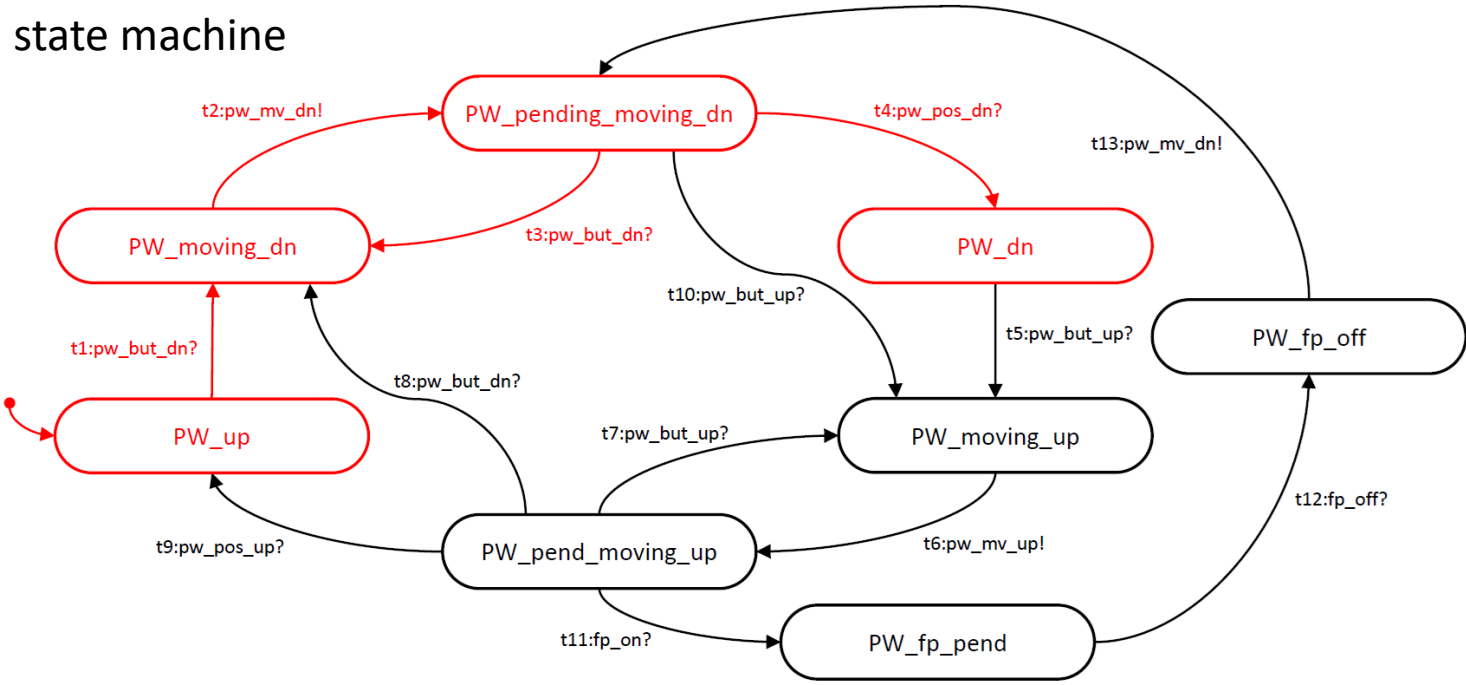 state machine
t2:pw_mv_dn!
PW_pending_moving_dn
t4:pw_pos_dn?
t13:pw_mv_dn!
PW_moving_dn
t3:pw_but_dn?
PW_dn
t10:pw_but_up?
t5:pw_but_up?
PW_fp_off
t1:pw_but_dn?
t8:pw_but_dn?
PW_up
t7:pw_but_up?
PW_moving_up
t12:fp_off?
t9:pw_pos_up?
PW_pend_moving_up
t6:pw_mv_up!
t11:fp_on?
PW_fp_pend